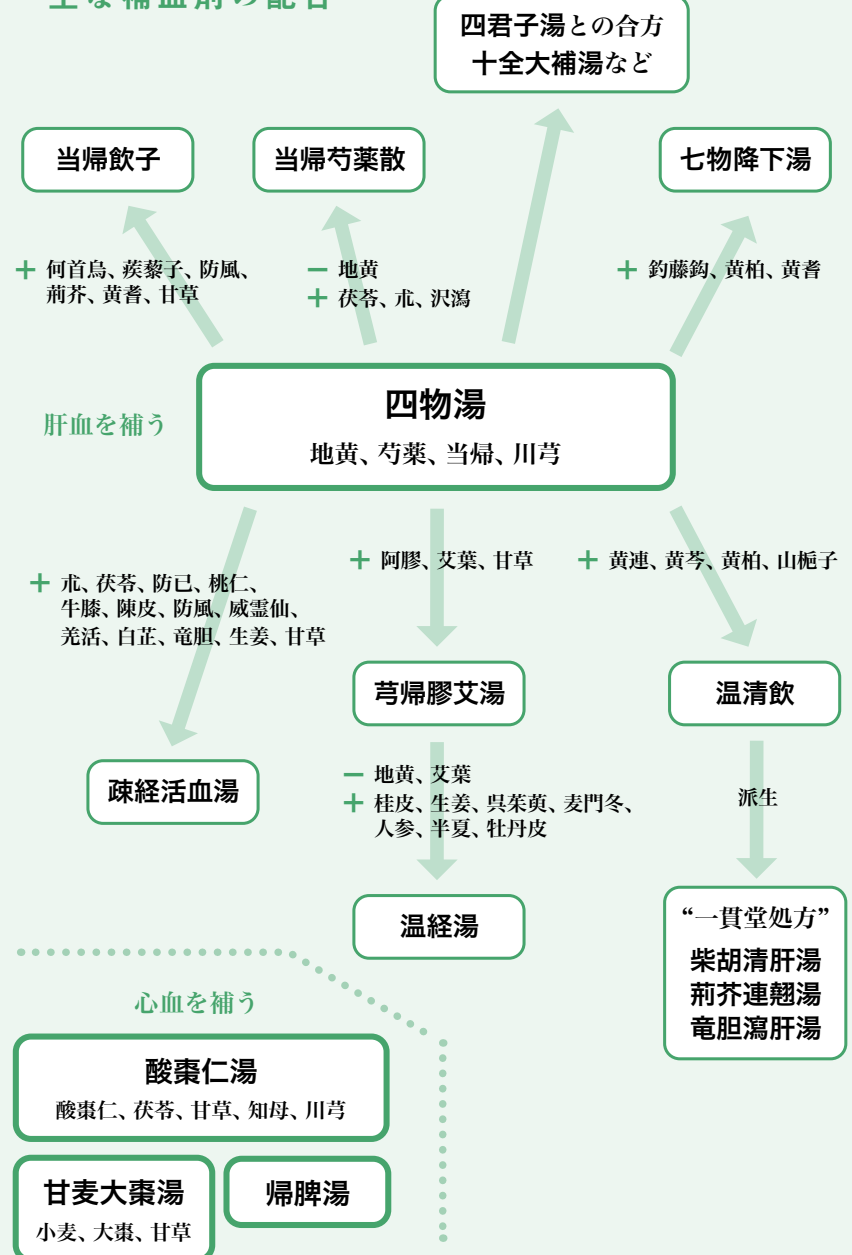 主な補血剤の配合
四君子湯との合方
十全大補湯など
当帰飲子
当帰芍薬散
七物降下湯
+ 何首烏、蒺藜子、防風、
荊芥、黄耆、甘草
− 地黄
+ 茯苓、朮、沢瀉
+ 釣藤鈎、黄柏、黄耆
肝血を補う
四物湯
地黄、芍薬、当帰、川芎
+ 朮、茯苓、防已、桃仁、
牛膝、陳皮、防風、威霊仙、
羌活、白芷、竜胆、生姜、甘草
+ 阿膠、艾葉、甘草
+ 黄連、黄芩、黄柏、山梔子
芎帰膠艾湯
温清飲
疎経活血湯
− 地黄、艾葉
+ 桂皮、生姜、呉茱萸、麦門冬、
人参、半夏、牡丹皮
派生
温経湯
“一貫堂処方”
柴胡清肝湯
荊芥連翹湯
竜胆瀉肝湯
心血を補う
酸棗仁湯
酸棗仁、茯苓、甘草、知母、川芎
甘麦大棗湯
小麦、大棗、甘草
帰脾湯